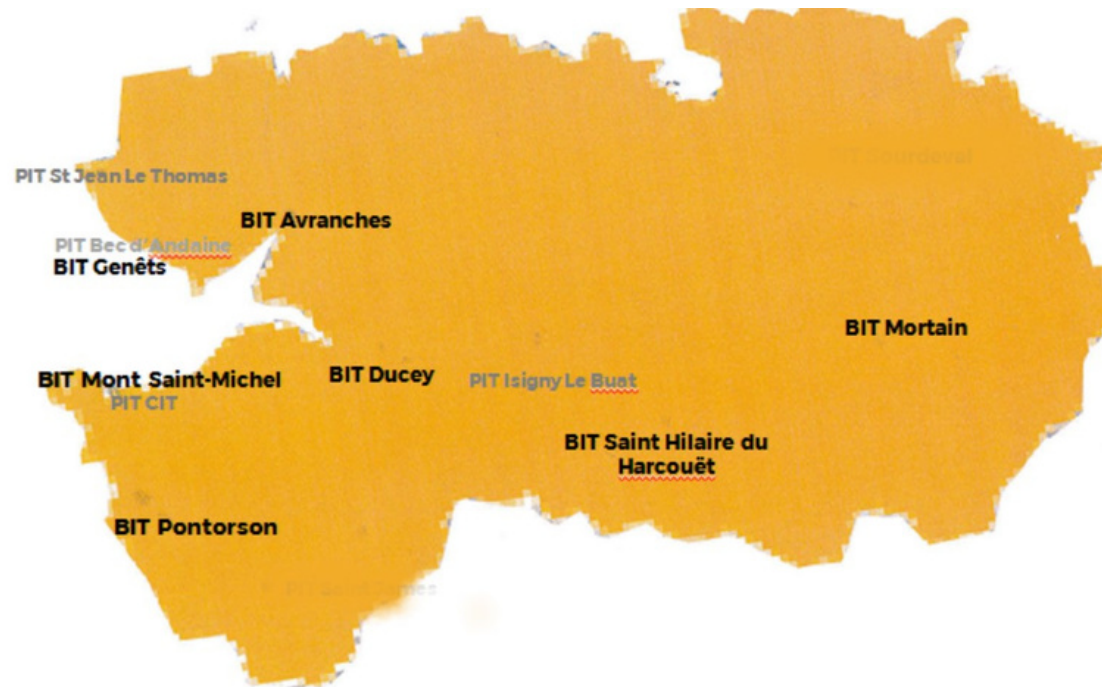 PIT St Jean Le Thomas
BIT Avranches
PIT Bec d'Andaine
BIT Genêts
BIT Mortain
BIT Mont Saint-Michel
BIT Ducey
PIT Isigny Le Buat
PIT CIT
BIT Saint Hilaire du
Harcouët
BIT Pontorson